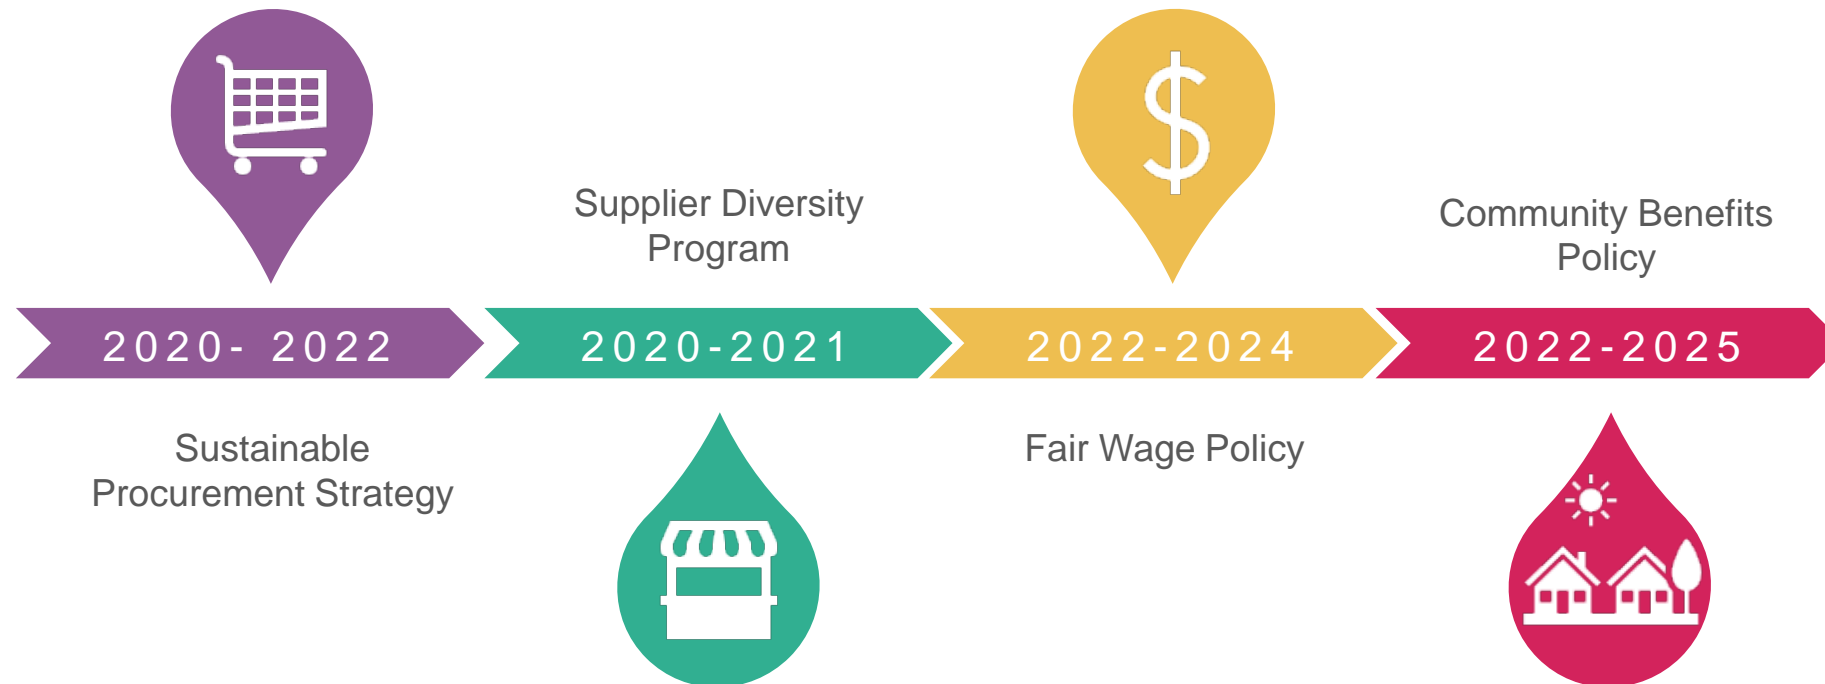 Supplier Diversity
Program
Community Benefits
Policy
2020- 2022
2020-2021
2022-2024
2022-2025
Sustainable
Procurement Strategy
Fair Wage Policy